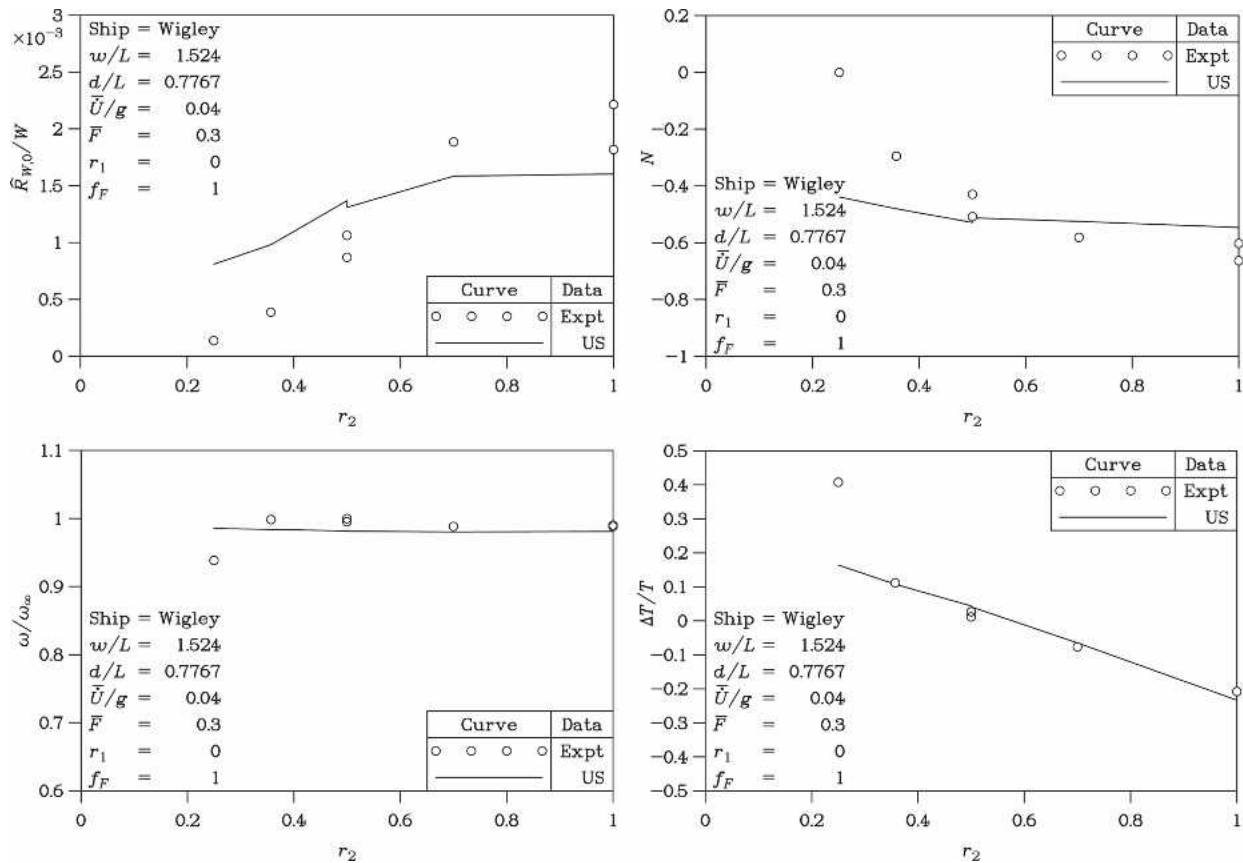 ×10⁻³
3
2.5
2
1.5
1
0.5
0
R̂_W,0/W
Ship = Wigley
w/L = 1.524
d/L = 0.7767
U̇̄/g = 0.04
F̄ = 0.3
r₁ = 0
f_F = 1
Curve Data
Expt
US
0 0.2 0.4 0.6 0.8 1
r₂
0.2
0
−0.2
−0.4
−0.6
−0.8
−1
N
Curve Data
Expt
US
Ship = Wigley
w/L = 1.524
d/L = 0.7767
U̇̄/g = 0.04
F̄ = 0.3
r₁ = 0
f_F = 1
0 0.2 0.4 0.6 0.8 1
r₂
1.1
1
0.9
0.8
0.7
0.6
ω/ω∞
Ship = Wigley
w/L = 1.524
d/L = 0.7767
U̇̄/g = 0.04
F̄ = 0.3
r₁ = 0
f_F = 1
Curve Data
Expt
US
0 0.2 0.4 0.6 0.8 1
r₂
0.5
0.4
0.3
0.2
0.1
0
−0.1
−0.2
−0.3
−0.4
−0.5
ΔT/T
Curve Data
Expt
US
Ship = Wigley
w/L = 1.524
d/L = 0.7767
U̇̄/g = 0.04
F̄ = 0.3
r₁ = 0
f_F = 1
0 0.2 0.4 0.6 0.8 1
r₂